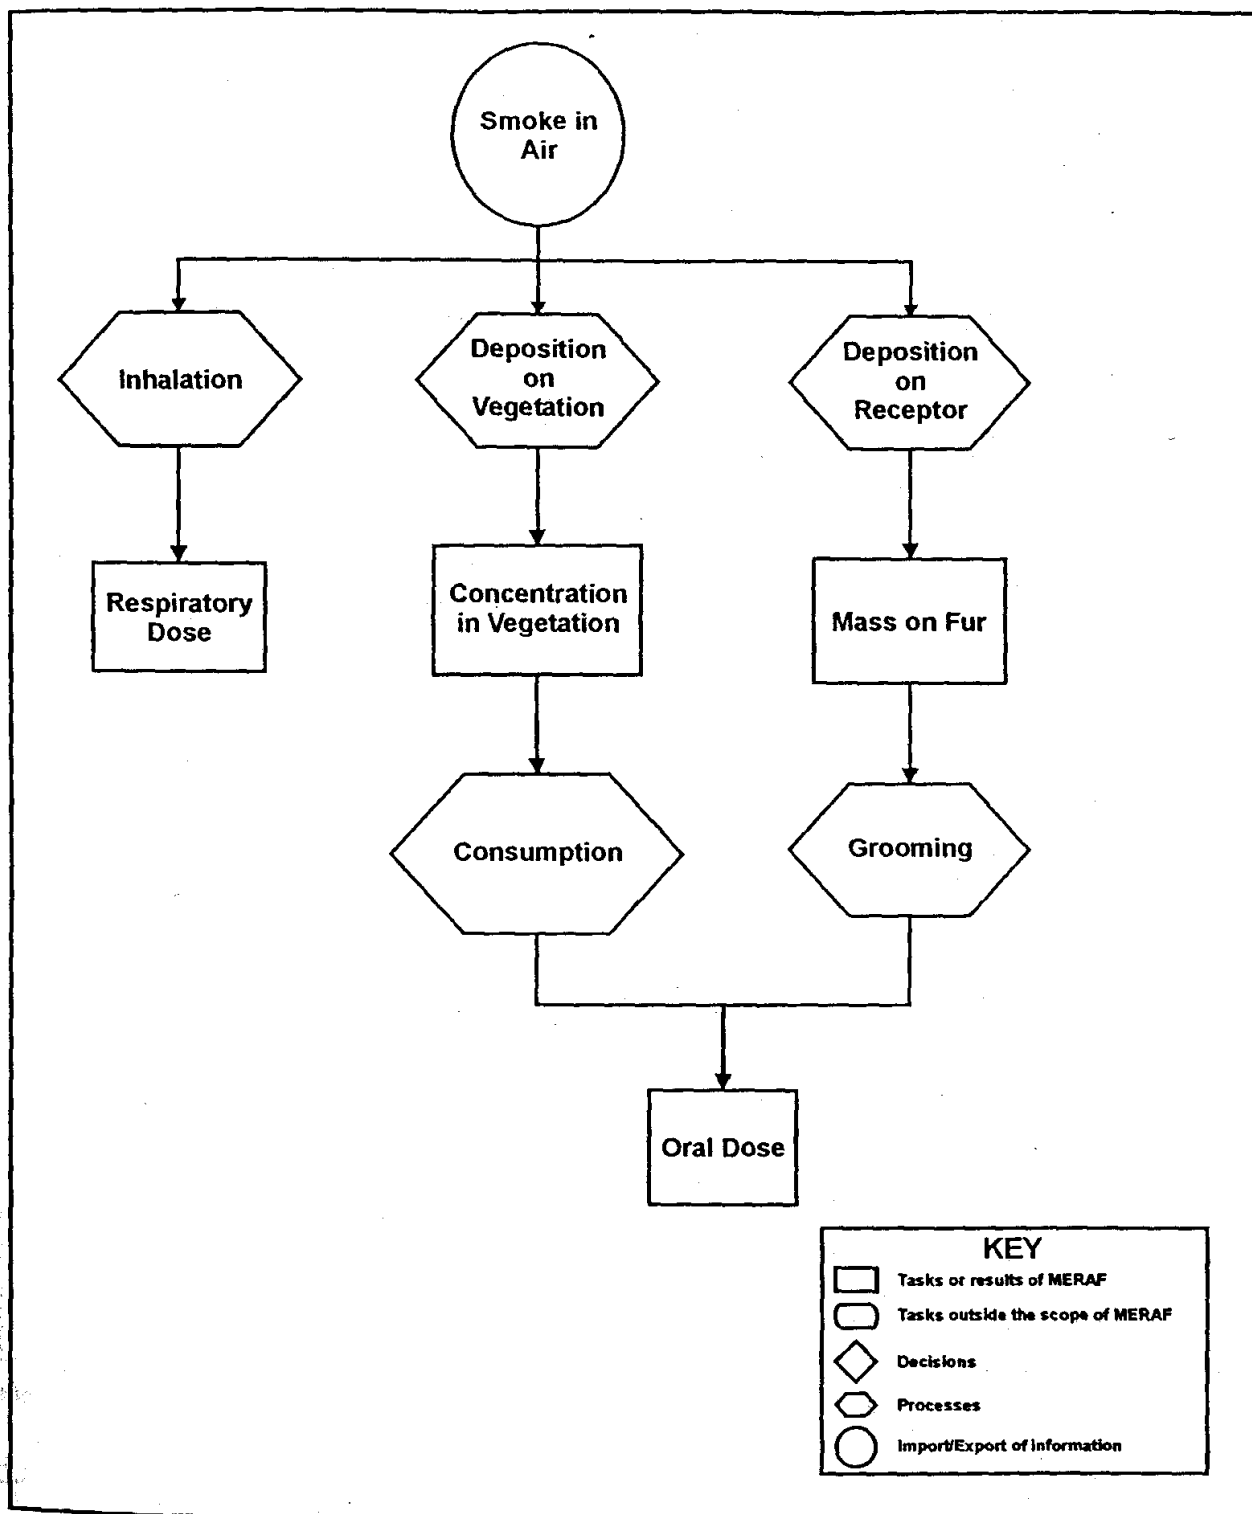 Smoke in
Air
Inhalation
Deposition
on
Vegetation
Deposition
on
Receptor
Respiratory
Dose
Concentration
in Vegetation
Mass on Fur
Consumption
Grooming
Oral Dose
KEY
Tasks or results of MERAF
Tasks outside the scope of MERAF
Decisions
Processes
Import/Export of Information